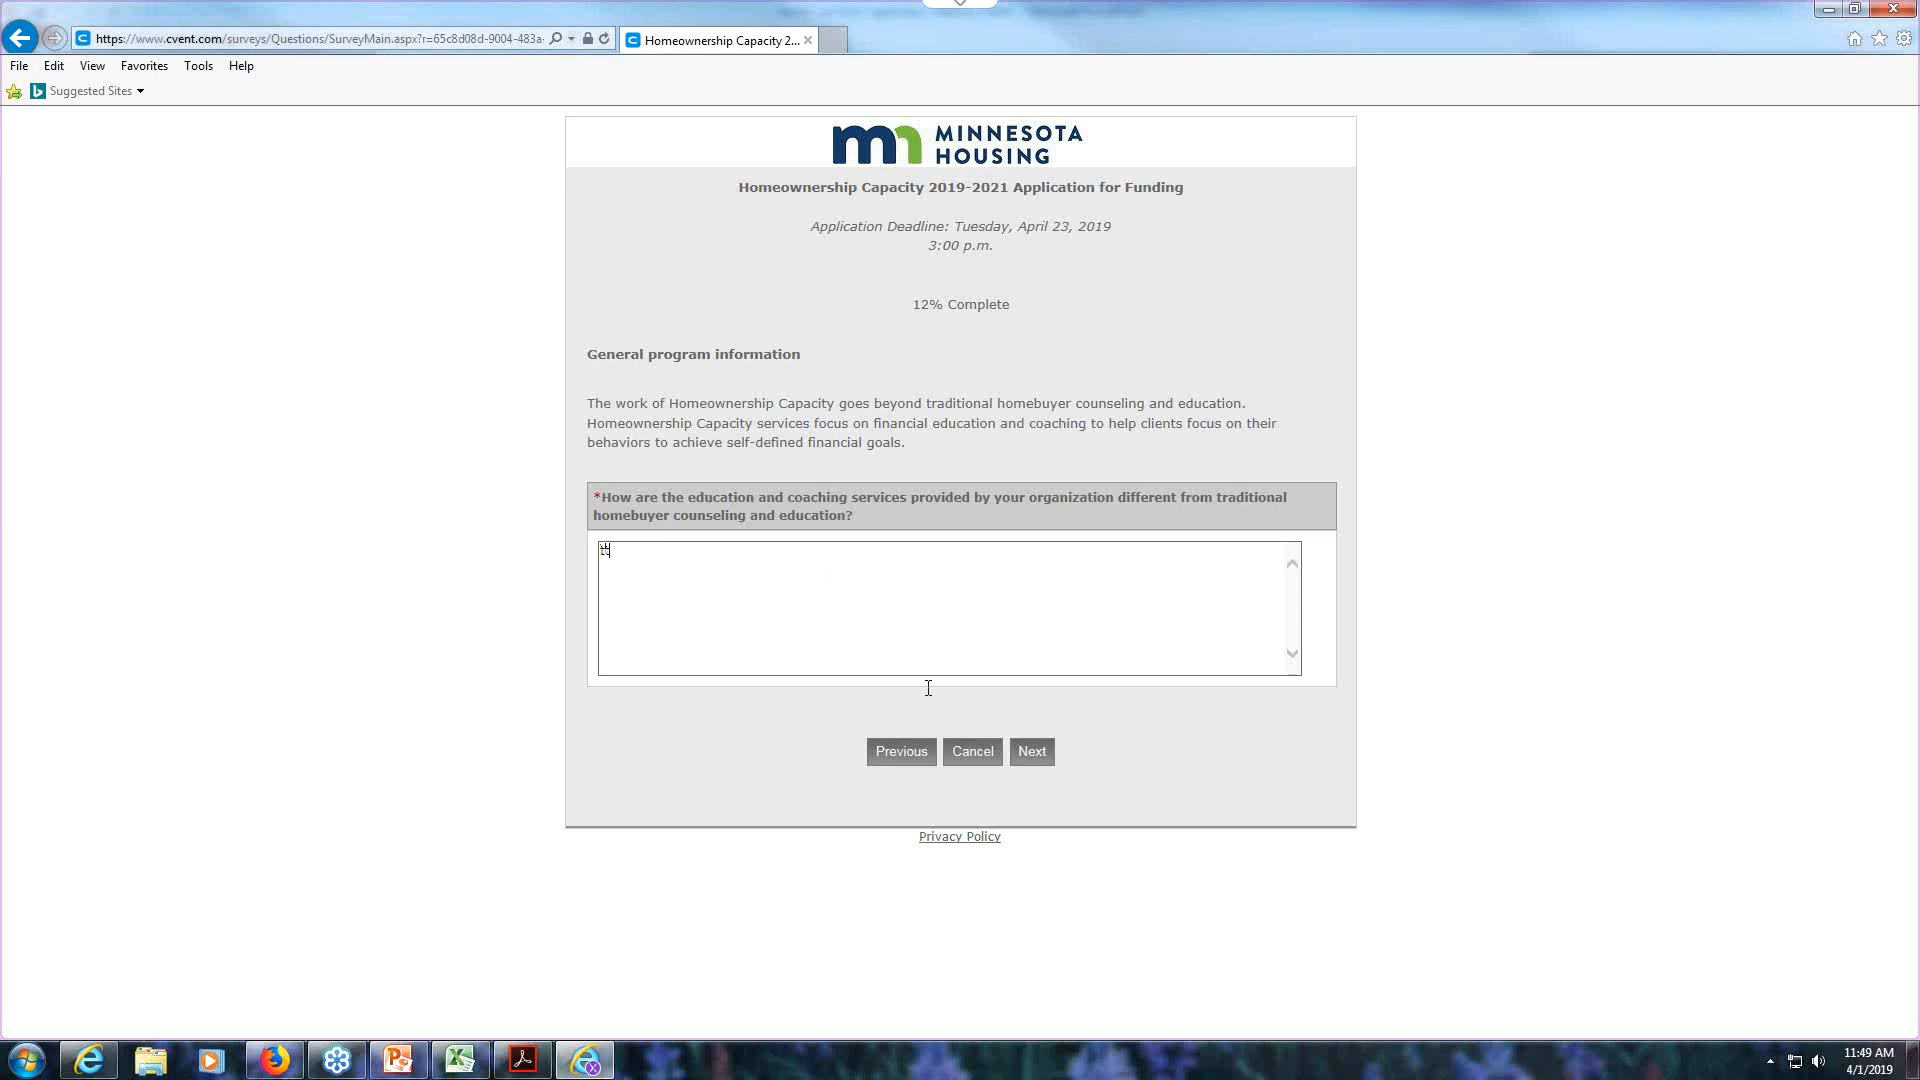 https://www.cvent.com/surveys/Questions/SurveyMain.aspx?r=65c8d08d-9004-483a-
Homeownership Capacity 2...
File Edit View Favorites Tools Help
Suggested Sites
MINNESOTA
HOUSING
Homeownership Capacity 2019-2021 Application for Funding
Application Deadline: Tuesday, April 23, 2019
3:00 p.m.
12% Complete
General program information
The work of Homeownership Capacity goes beyond traditional homebuyer counseling and education.
Homeownership Capacity services focus on financial education and coaching to help clients focus on their
behaviors to achieve self-defined financial goals.
*How are the education and coaching services provided by your organization different from traditional
homebuyer counseling and education?
tt
Previous Cancel Next
Privacy Policy
11:49 AM
4/1/2019